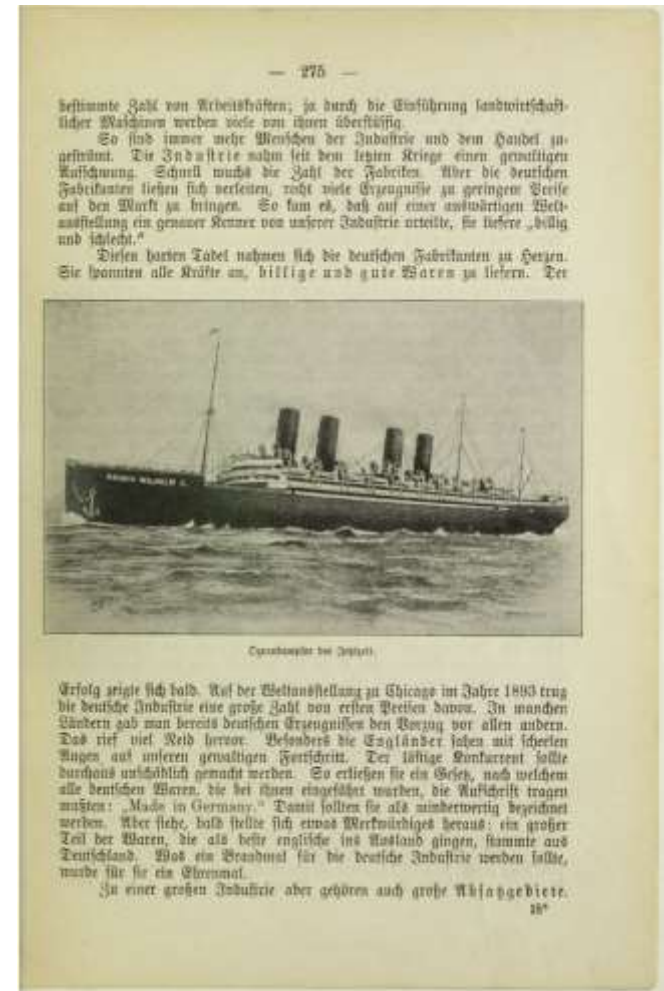 — 275 —
bestimmte Zahl von Arbeitskräften; ja durch die Einführung landwirtschaft-
licher Maschinen werden viele von ihnen überflüssig.
So sind immer mehr Menschen der Industrie und dem Handel zu-
geströmt. Die Industrie nahm seit dem letzten Kriege einen gewaltigen
Aufschwung. Schnell wuchs die Zahl der Fabriken. Aber die deutschen
Fabrikanten ließen sich verleiten, recht viele Erzeugnisse zu geringem Preise
auf den Markt zu bringen. So kam es, daß auf einer auswärtigen Welt-
ausstellung ein genauer Kenner von unserer Industrie urteilte, sie liefere „billig
und schlecht.“
Diesen harten Tadel nahmen sich die deutschen Fabrikanten zu Herzen.
Sie spannten alle Kräfte an, billige und gute Waren zu liefern. Der
KAISER WILHELM II.
Ozeandampfer der Jetztzeit.
Erfolg zeigte sich bald. Auf der Weltausstellung zu Chicago im Jahre 1893 trug
die deutsche Industrie eine große Zahl von ersten Preisen davon. In manchen
Ländern gab man bereits deutschen Erzeugnissen den Vorzug vor allen andern.
Das rief viel Neid hervor. Besonders die Engländer sahen mit scheelen
Augen auf unseren gewaltigen Fortschritt. Der lästige Konkurrent sollte
durchaus unschädlich gemacht werden. So erließen sie ein Gesetz, nach welchem
alle deutschen Waren, die bei ihnen eingeführt wurden, die Aufschrift tragen
mußten: „Made in Germany.“ Damit sollten sie als minderwertig bezeichnet
werden. Aber siehe, bald stellte sich etwas Merkwürdiges heraus: ein großer
Teil der Waren, die als beste englische ins Ausland gingen, stammte aus
Deutschland. Was ein Brandmal für die deutsche Industrie werden sollte,
wurde für sie ein Ehrenmal.
Zu einer großen Industrie aber gehören auch große Absatzgebiete.
18*